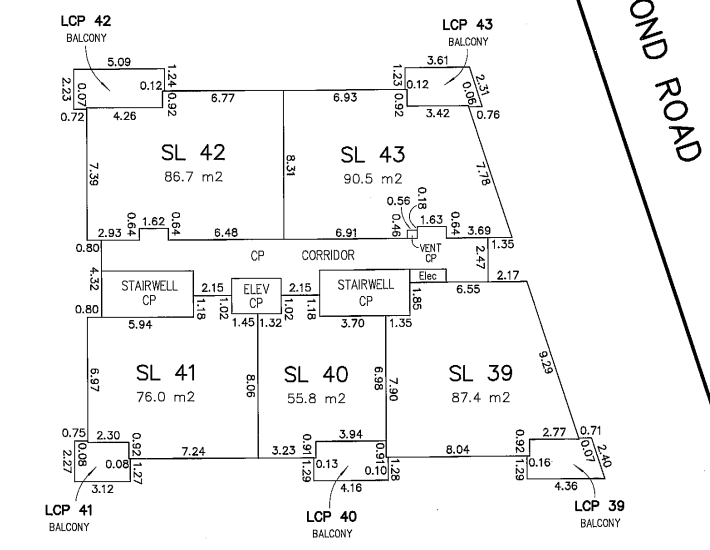 LCP 42
BALCONY
LCP 43
BALCONY
OND ROAD
5.09
1.24
2.23
0.07
0.12
0.92
0.72
4.26
6.77
6.93
3.61
1.23
0.12
0.92
2.31
0.06
3.42
0.76
SL 42
86.7 m2
SL 43
90.5 m2
7.39
8.31
7.78
0.56
0.18
0.46
1.63
0.64
2.93
0.64
1.62
0.64
6.48
6.91
3.69
1.35
VENT
CP
0.80
CP CORRIDOR
2.47
4.32
STAIRWELL
CP
2.15
ELEV
CP
2.15
STAIRWELL
CP
Elec
6.55
2.17
1.18
1.02
1.02
1.18
1.85
0.80
5.94
1.45
1.32
3.70
1.35
SL 41
76.0 m2
SL 40
55.8 m2
SL 39
87.4 m2
6.97
8.06
6.98
7.90
9.29
0.75
2.30
0.92
7.24
3.23
0.91
3.94
0.91
8.04
0.92
2.77
0.71
2.27
0.08
0.08
1.27
1.29
0.13
0.10
1.28
1.29
0.16
0.07
2.40
3.12
4.16
4.36
LCP 41
BALCONY
LCP 40
BALCONY
LCP 39
BALCONY